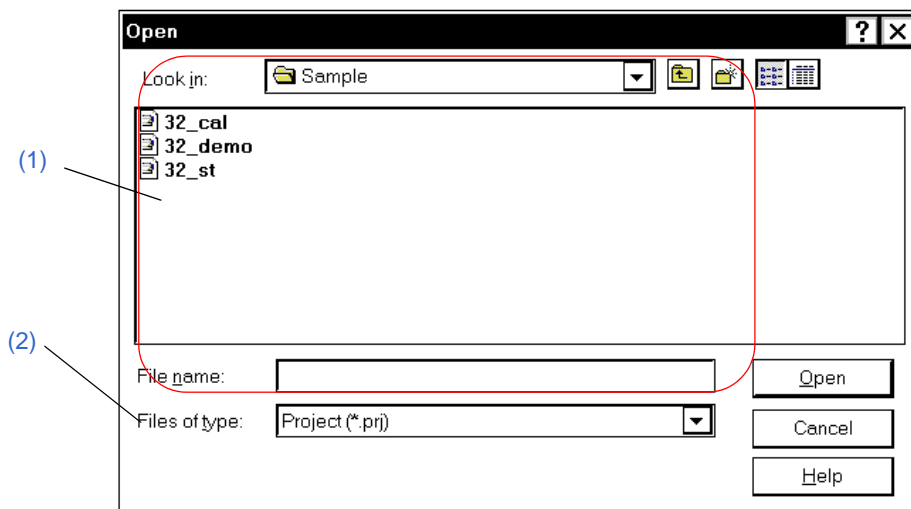 Open
Look in: Sample
32_cal
32_demo
32_st
(1)
(2)
File name:
Open
Files of type: Project (*.prj)
Cancel
Help